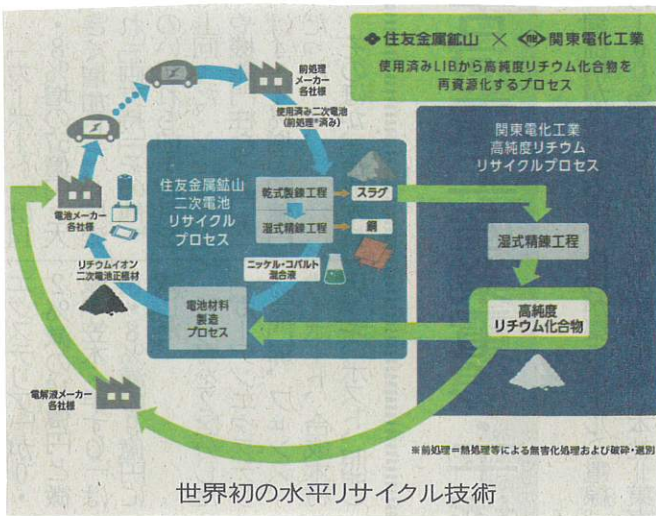 住友金属鉱山 × 関東電化工業
使用済みLIBから高純度リチウム化合物を
再資源化するプロセス
前処理
メーカー
各社様
使用済み二次電池
(前処理※済み)
関東電化工業
高純度リチウム
リサイクルプロセス
住友金属鉱山
二次電池
リサイクル
プロセス
乾式製錬工程
スラグ
湿式精錬工程
銅
ニッケル・コバルト
混合液
電池メーカー
各社様
リチウムイオン
二次電池正極材
電池材料
製造
プロセス
湿式精錬工程
高純度
リチウム化合物
電解液メーカー
各社様
※前処理=熱処理等による無害化処理および破砕・選別
世界初の水平リサイクル技術